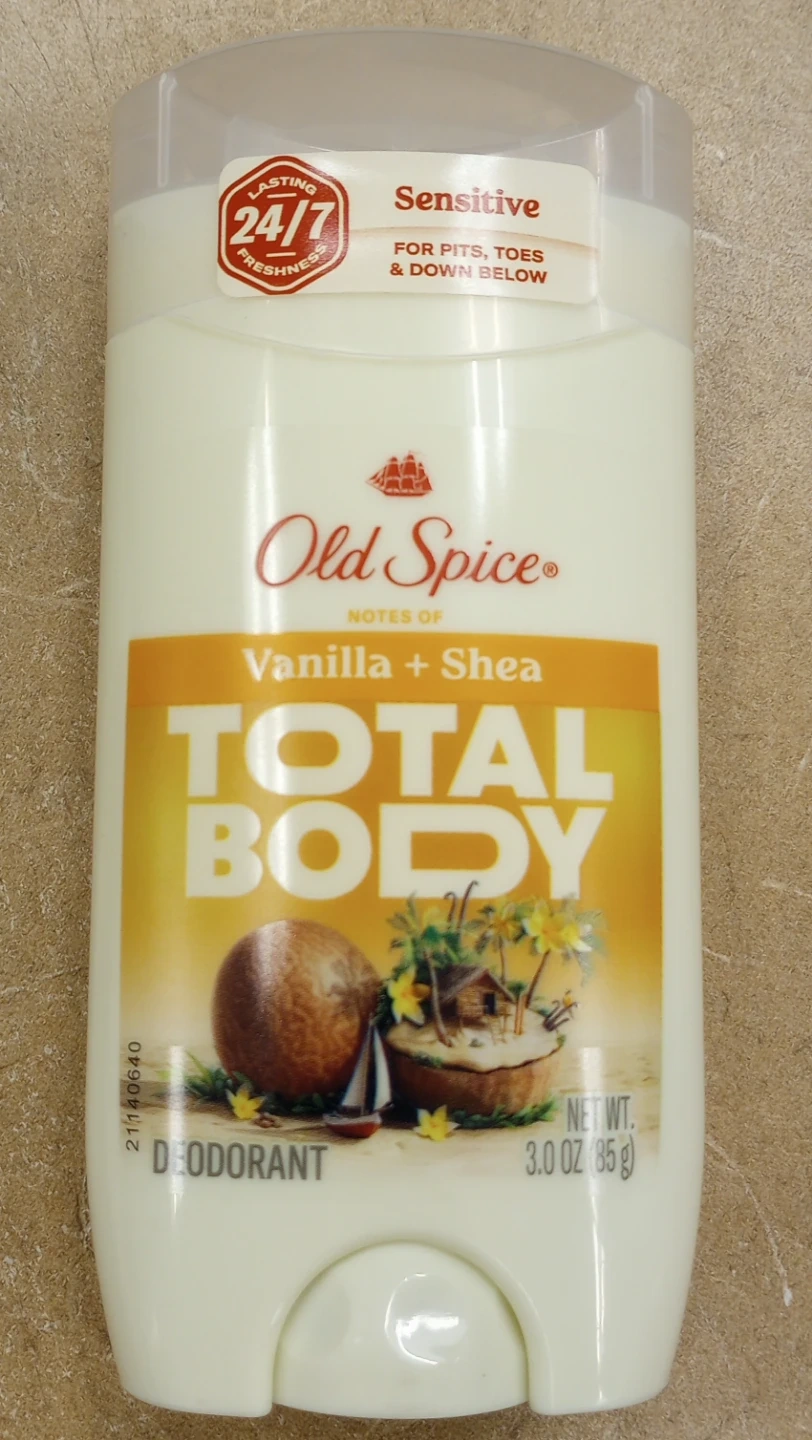 LASTING
24/7
FRESHNESS
Sensitive
FOR PITS, TOES
& DOWN BELOW
Old Spice®
NOTES OF
Vanilla + Shea
TOTAL
BODY
21140640
DEODORANT
NET WT.
3.0 OZ (85 g)